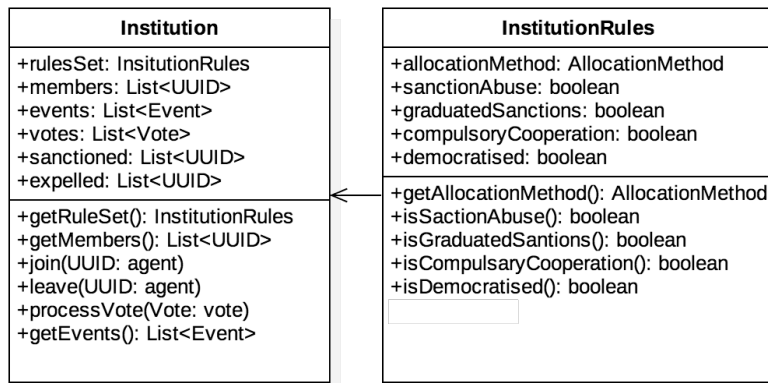 Institution
+rulesSet: InsitutionRules
+members: List<UUID>
+events: List<Event>
+votes: List<Vote>
+sanctioned: List<UUID>
+expelled: List<UUID>
+getRuleSet(): InstitutionRules
+getMembers(): List<UUID>
+join(UUID: agent)
+leave(UUID: agent)
+processVote(Vote: vote)
+getEvents(): List<Event>
InstitutionRules
+allocationMethod: AllocationMethod
+sanctionAbuse: boolean
+graduatedSanctions: boolean
+compulsoryCooperation: boolean
+democratised: boolean
+getAllocationMethod(): AllocationMethod
+isSactionAbuse(): boolean
+isGraduatedSantions(): boolean
+isCompulsaryCooperation(): boolean
+isDemocratised(): boolean